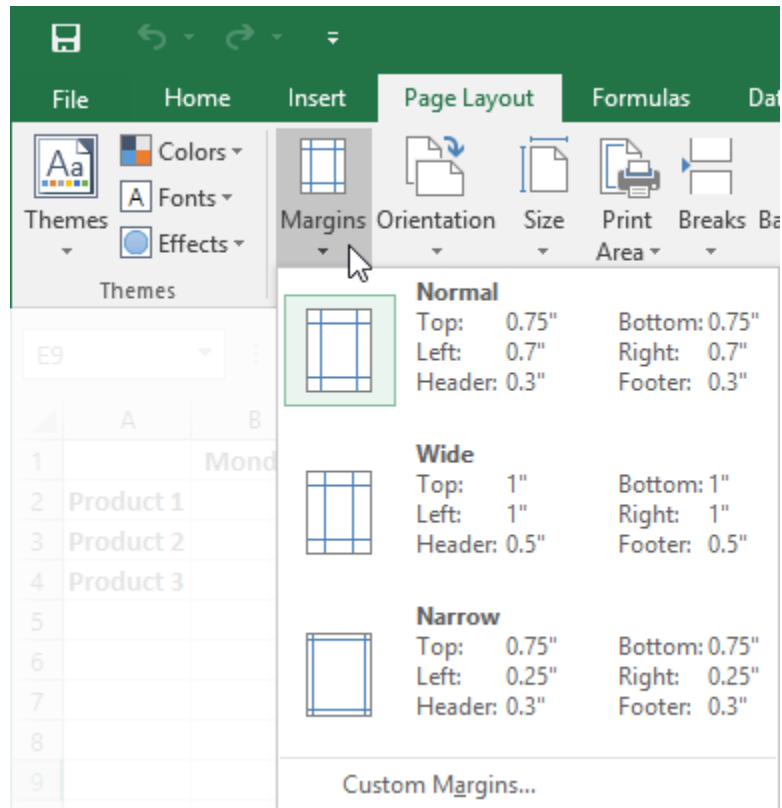 File Home Insert Page Layout Formulas Dat
Aa Colors
A Fonts
Effects
Themes
Themes
Margins Orientation Size Print Area Breaks Ba
E9
A B
1 Mond
2 Product 1
3 Product 2
4 Product 3
5
6
7
8
9
Normal
Top: 0.75" Bottom: 0.75"
Left: 0.7" Right: 0.7"
Header: 0.3" Footer: 0.3"
Wide
Top: 1" Bottom: 1"
Left: 1" Right: 1"
Header: 0.5" Footer: 0.5"
Narrow
Top: 0.75" Bottom: 0.75"
Left: 0.25" Right: 0.25"
Header: 0.3" Footer: 0.3"
Custom Margins...